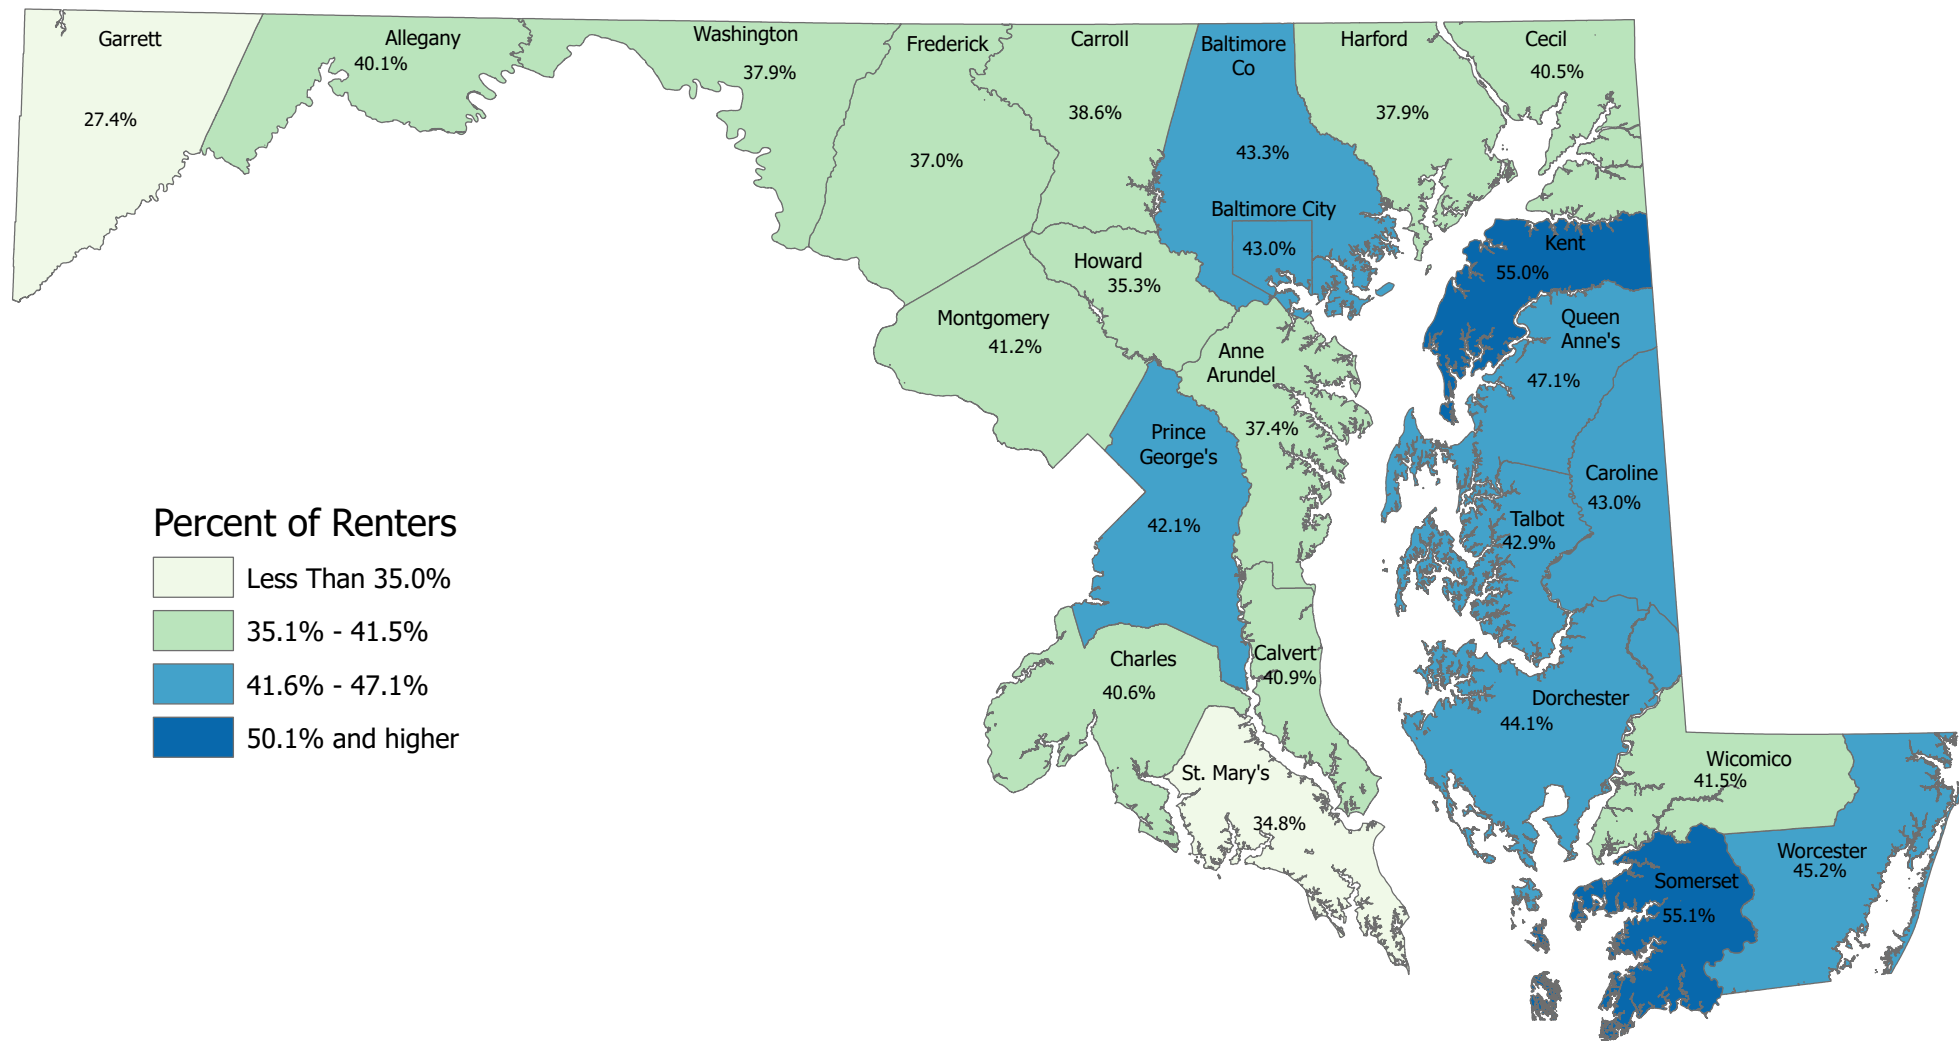 Garrett
27.4%
Allegany
40.1%
Washington
37.9%
Frederick
37.0%
Carroll
38.6%
Baltimore
Co
43.3%
Baltimore City
43.0%
Harford
37.9%
Cecil
40.5%
Kent
55.0%
Howard
35.3%
Montgomery
41.2%
Anne
Arundel
37.4%
Queen
Anne's
47.1%
Prince
George's
42.1%
Caroline
43.0%
Talbot
42.9%
Percent of Renters
Less Than 35.0%
35.1% - 41.5%
41.6% - 47.1%
50.1% and higher
Charles
40.6%
Calvert
40.9%
Dorchester
44.1%
St. Mary's
34.8%
Wicomico
41.5%
Worcester
45.2%
Somerset
55.1%